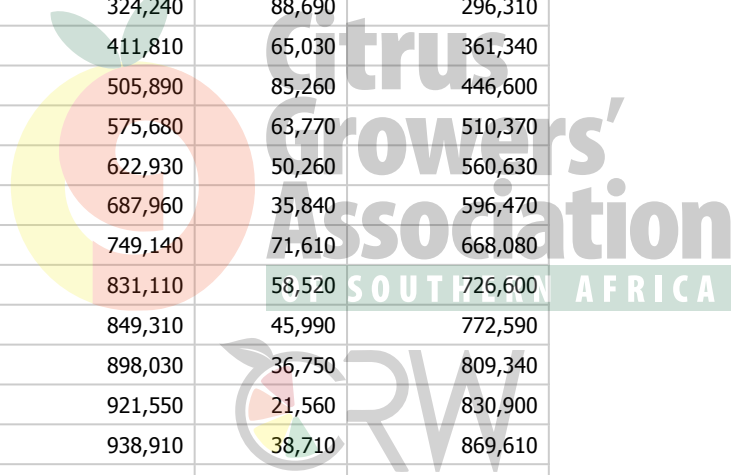 324,240 88,690 296,310
411,810 65,030 361,340
505,890 85,260 446,600
575,680 63,770 510,370
622,930 50,260 560,630
687,960 35,840 596,470
749,140 71,610 668,080
831,110 58,520 726,600
849,310 45,990 772,590
898,030 36,750 809,340
921,550 21,560 830,900
938,910 38,710 869,610
Citrus
Growers'
Association
OF SOUTHERN AFRICA
CRW